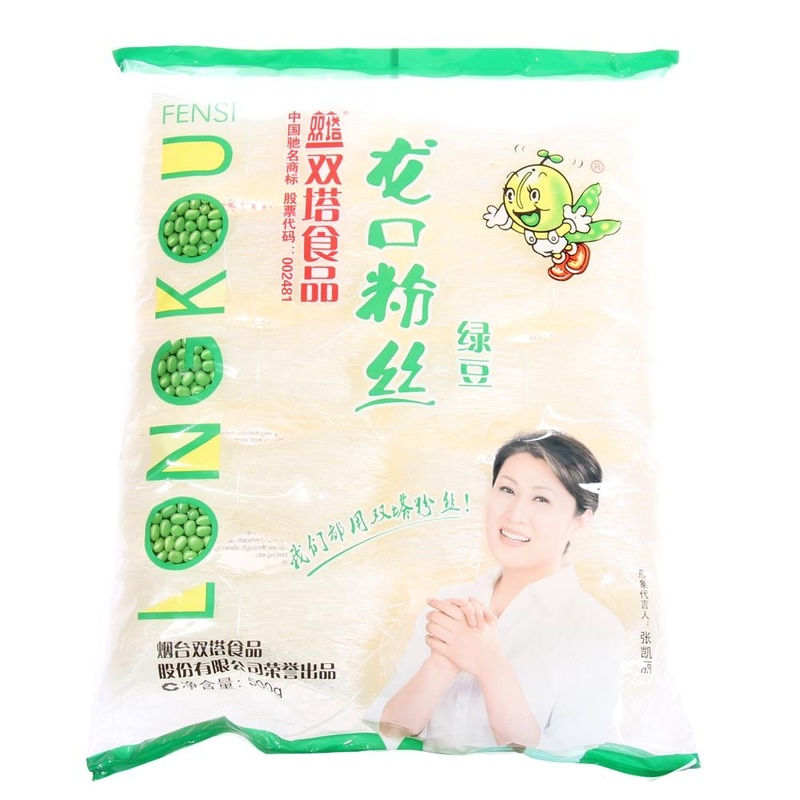 FENSI
LONGKOU
双塔
®
中国驰名商标 股票代码:002481
双塔食品
龙口粉丝
绿豆
®
我们都用双塔粉丝!
形象代言人:张凯丽
烟台双塔食品
股份有限公司荣誉出品
净含量:500g